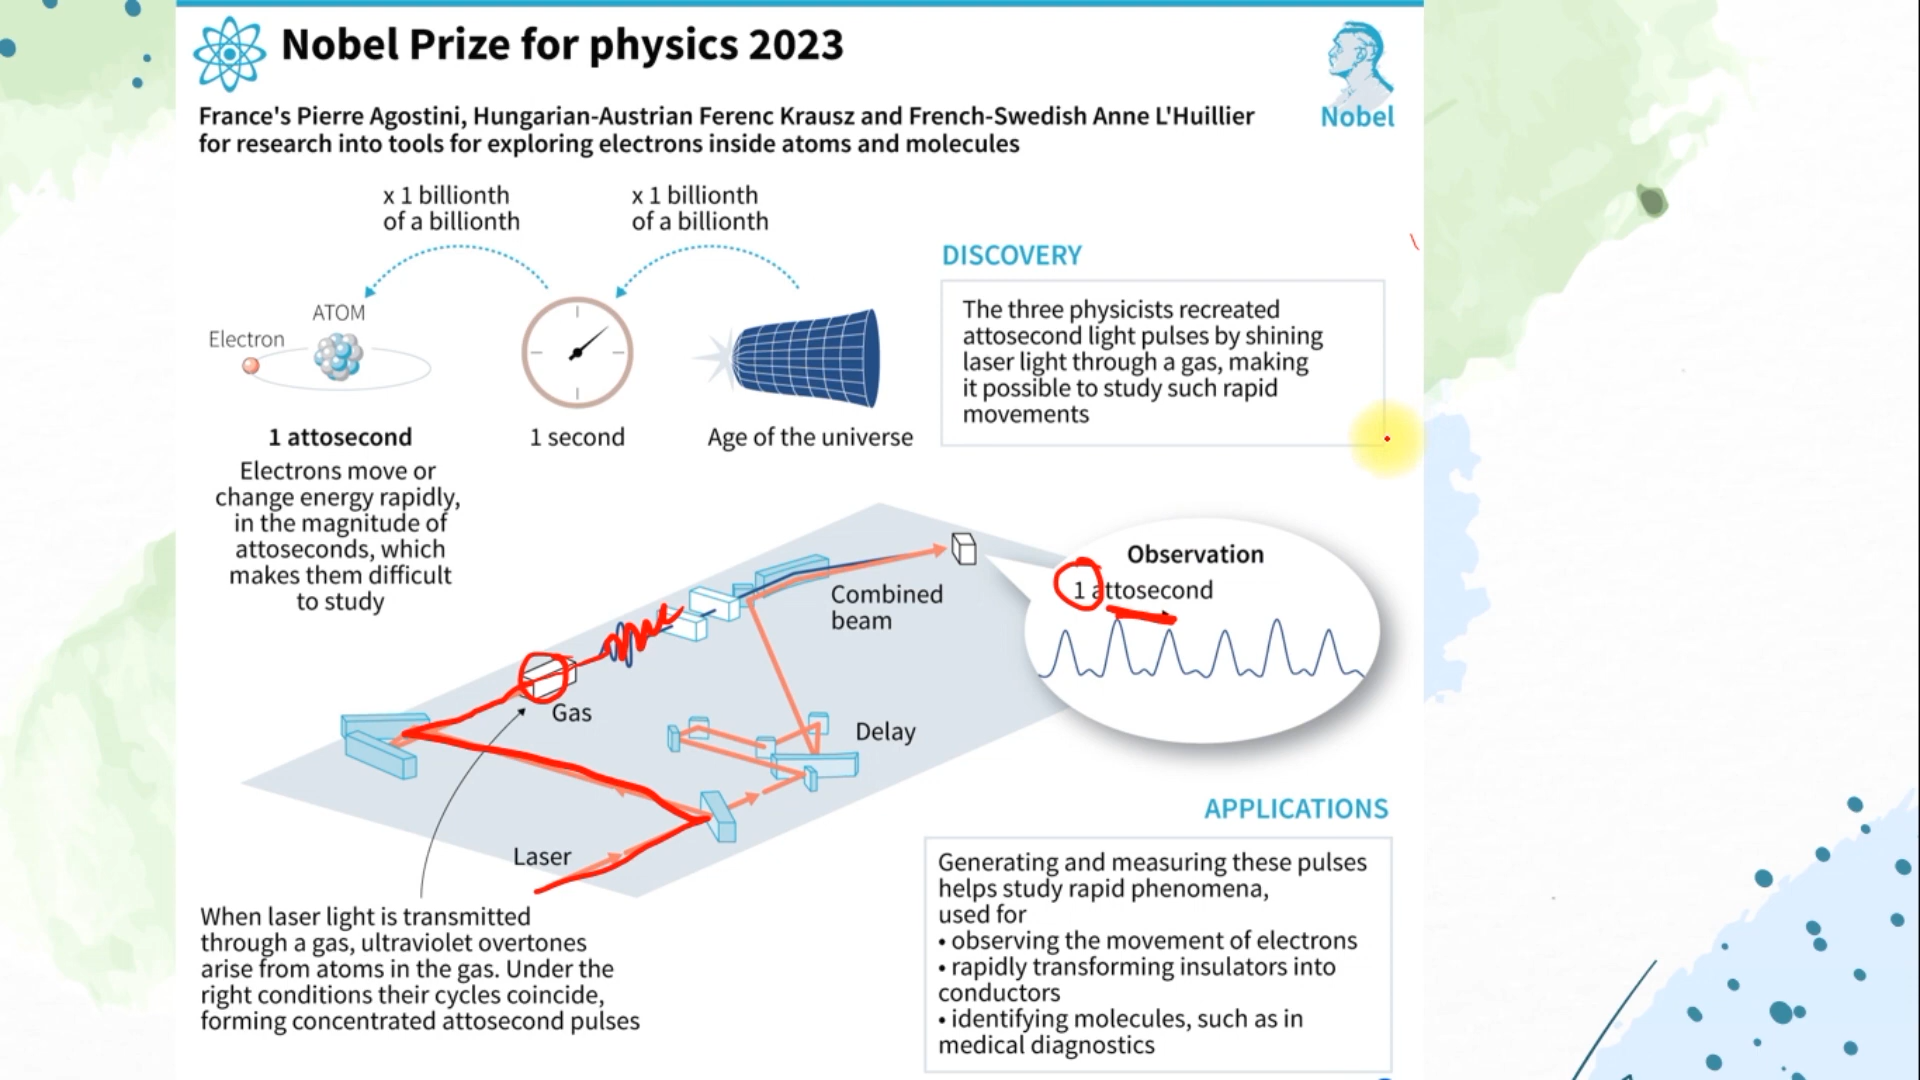 Nobel Prize for physics 2023
Nobel
France's Pierre Agostini, Hungarian-Austrian Ferenc Krausz and French-Swedish Anne L'Huillier
for research into tools for exploring electrons inside atoms and molecules
x 1 billionth
of a billionth
x 1 billionth
of a billionth
ATOM
Electron
1 attosecond
1 second
Age of the universe
Electrons move or
change energy rapidly,
in the magnitude of
attoseconds, which
makes them difficult
to study
DISCOVERY
The three physicists recreated
attosecond light pulses by shining
laser light through a gas, making
it possible to study such rapid
movements
Observation
1 attosecond
Combined
beam
Gas
Delay
Laser
When laser light is transmitted
through a gas, ultraviolet overtones
arise from atoms in the gas. Under the
right conditions their cycles coincide,
forming concentrated attosecond pulses
APPLICATIONS
Generating and measuring these pulses
helps study rapid phenomena,
used for
• observing the movement of electrons
• rapidly transforming insulators into
conductors
• identifying molecules, such as in
medical diagnostics